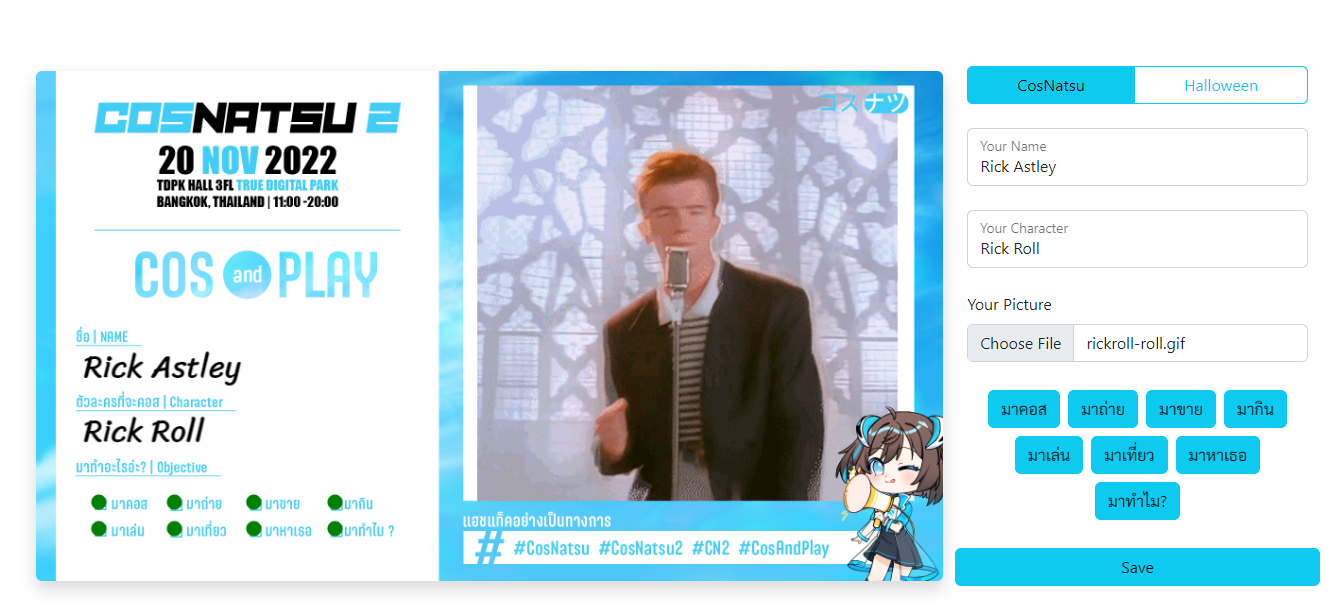 COSNATSU 2
20 NOV 2022
TDPK HALL 3FL TRUE DIGITAL PARK
BANGKOK, THAILAND | 11:00 -20:00
COS and PLAY
ชื่อ | NAME
Rick Astley
ตัวละครที่จะคอส | Character
Rick Roll
มาทำอะไรอ่ะ? | Objective
มาคอส มาถ่าย มาขาย มากิน
มาเล่น มาเที่ยว มาหาเธอ มาทำไม ?
コスナツ
แฮชแท็คอย่างเป็นทางการ
# #CosNatsu #CosNatsu2 #CN2 #CosAndPlay
CosNatsu Halloween
Your Name
Rick Astley
Your Character
Rick Roll
Your Picture
Choose File rickroll-roll.gif
มาคอส มาถ่าย มาขาย มากิน
มาเล่น มาเที่ยว มาหาเธอ
มาทำไม?
Save